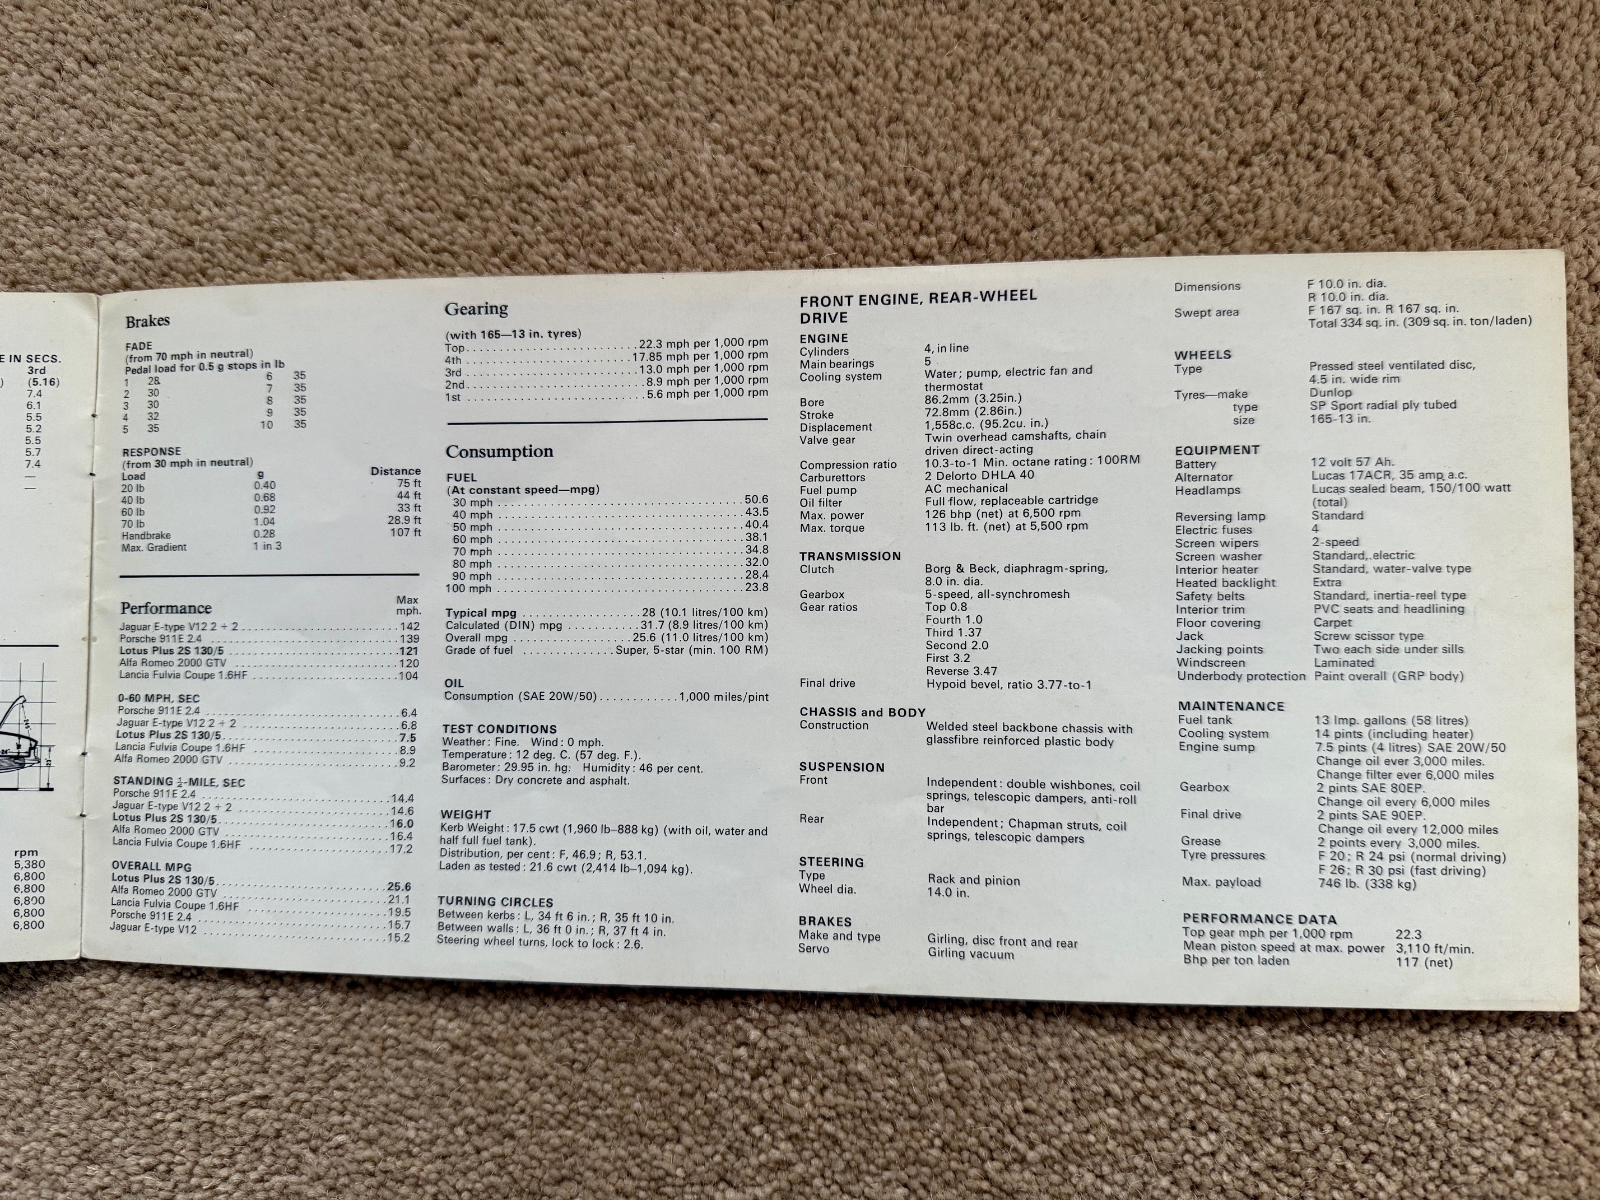 E IN SECS.
3rd
) (5.16)
7.4
6.1
5.5
5.2
5.5
5.7
7.4
—
—
rpm
5,380
6,800
6,800
6,800
6,800
6,800
Brakes
FADE
(from 70 mph in neutral)
Pedal load for 0.5 g stops in lb
1 28 6 35
2 30 7 35
3 30 8 35
4 32 9 35
5 35 10 35
RESPONSE
(from 30 mph in neutral)
Load g Distance
20 lb 0.40 75 ft
40 lb 0.68 44 ft
60 lb 0.92 33 ft
70 lb 1.04 28.9 ft
Handbrake 0.28 107 ft
Max. Gradient 1 in 3
Performance Max mph.
Jaguar E-type V12 2 + 2 142
Porsche 911E 2.4 139
Lotus Plus 2S 130/5 121
Alfa Romeo 2000 GTV 120
Lancia Fulvia Coupe 1.6HF 104
0-60 MPH, SEC
Porsche 911E 2.4 6.4
Jaguar E-type V12 2 + 2 6.8
Lotus Plus 2S 130/5 7.5
Lancia Fulvia Coupe 1.6HF 8.9
Alfa Romeo 2000 GTV 9.2
STANDING ¼-MILE, SEC
Porsche 911E 2.4 14.4
Jaguar E-type V12 2 + 2 14.6
Lotus Plus 2S 130/5 16.0
Alfa Romeo 2000 GTV 16.4
Lancia Fulvia Coupe 1.6HF 17.2
OVERALL MPG
Lotus Plus 2S 130/5 25.6
Alfa Romeo 2000 GTV 21.1
Lancia Fulvia Coupe 1.6HF 19.5
Porsche 911E 2.4 15.7
Jaguar E-type V12 15.2
Gearing
(with 165—13 in. tyres)
Top 22.3 mph per 1,000 rpm
4th 17.85 mph per 1,000 rpm
3rd 13.0 mph per 1,000 rpm
2nd 8.9 mph per 1,000 rpm
1st 5.6 mph per 1,000 rpm
Consumption
FUEL
(At constant speed—mpg)
30 mph 50.6
40 mph 43.5
50 mph 40.4
60 mph 38.1
70 mph 34.8
80 mph 32.0
90 mph 28.4
100 mph 23.8
Typical mpg 28 (10.1 litres/100 km)
Calculated (DIN) mpg 31.7 (8.9 litres/100 km)
Overall mpg 25.6 (11.0 litres/100 km)
Grade of fuel Super, 5-star (min. 100 RM)
OIL
Consumption (SAE 20W/50) 1,000 miles/pint
TEST CONDITIONS
Weather: Fine. Wind: 0 mph.
Temperature: 12 deg. C. (57 deg. F.).
Barometer: 29.95 in. hg. Humidity: 46 per cent.
Surfaces: Dry concrete and asphalt.
WEIGHT
Kerb Weight: 17.5 cwt (1,960 lb–888 kg) (with oil, water and
half full fuel tank).
Distribution, per cent: F, 46.9; R, 53.1.
Laden as tested: 21.6 cwt (2,414 lb–1,094 kg).
TURNING CIRCLES
Between kerbs: L, 34 ft 6 in.; R, 35 ft 10 in.
Between walls: L, 36 ft 0 in.; R, 37 ft 4 in.
Steering wheel turns, lock to lock: 2.6.
FRONT ENGINE, REAR-WHEEL
DRIVE
ENGINE
Cylinders 4, in line
Main bearings 5
Cooling system Water; pump, electric fan and
thermostat
Bore 86.2mm (3.25in.)
Stroke 72.8mm (2.86in.)
Displacement 1,558c.c. (95.2cu. in.)
Valve gear Twin overhead camshafts, chain
driven direct-acting
Compression ratio 10.3-to-1 Min. octane rating: 100RM
Carburettors 2 Delorto DHLA 40
Fuel pump AC mechanical
Oil filter Full flow, replaceable cartridge
Max. power 126 bhp (net) at 6,500 rpm
Max. torque 113 lb. ft. (net) at 5,500 rpm
TRANSMISSION
Clutch Borg & Beck, diaphragm-spring,
8.0 in. dia.
Gearbox 5-speed, all-synchromesh
Gear ratios Top 0.8
Fourth 1.0
Third 1.37
Second 2.0
First 3.2
Reverse 3.47
Final drive Hypoid bevel, ratio 3.77-to-1
CHASSIS and BODY
Construction Welded steel backbone chassis with
glassfibre reinforced plastic body
SUSPENSION
Front Independent: double wishbones, coil
springs, telescopic dampers, anti-roll
bar
Rear Independent; Chapman struts, coil
springs, telescopic dampers
STEERING
Type Rack and pinion
Wheel dia. 14.0 in.
BRAKES
Make and type Girling, disc front and rear
Servo Girling vacuum
Dimensions F 10.0 in. dia.
R 10.0 in. dia.
Swept area F 167 sq. in. R 167 sq. in.
Total 334 sq. in. (309 sq. in. ton/laden)
WHEELS
Type Pressed steel ventilated disc,
4.5 in. wide rim
Tyres—make Dunlop
type SP Sport radial ply tubed
size 165-13 in.
EQUIPMENT
Battery 12 volt 57 Ah.
Alternator Lucas 17ACR, 35 amp a.c.
Headlamps Lucas sealed beam, 150/100 watt
(total)
Reversing lamp Standard
Electric fuses 4
Screen wipers 2-speed
Screen washer Standard, electric
Interior heater Standard, water-valve type
Heated backlight Extra
Safety belts Standard, inertia-reel type
Interior trim PVC seats and headlining
Floor covering Carpet
Jack Screw scissor type
Jacking points Two each side under sills
Windscreen Laminated
Underbody protection Paint overall (GRP body)
MAINTENANCE
Fuel tank 13 Imp. gallons (58 litres)
Cooling system 14 pints (including heater)
Engine sump 7.5 pints (4 litres) SAE 20W/50
Change oil ever 3,000 miles.
Change filter ever 6,000 miles
Gearbox 2 pints SAE 80EP.
Change oil every 6,000 miles
Final drive 2 pints SAE 90EP.
Change oil every 12,000 miles
Grease 2 points every 3,000 miles.
Tyre pressures F 20; R 24 psi (normal driving)
F 26; R 30 psi (fast driving)
Max. payload 746 lb. (338 kg)
PERFORMANCE DATA
Top gear mph per 1,000 rpm 22.3
Mean piston speed at max. power 3,110 ft/min.
Bhp per ton laden 117 (net)